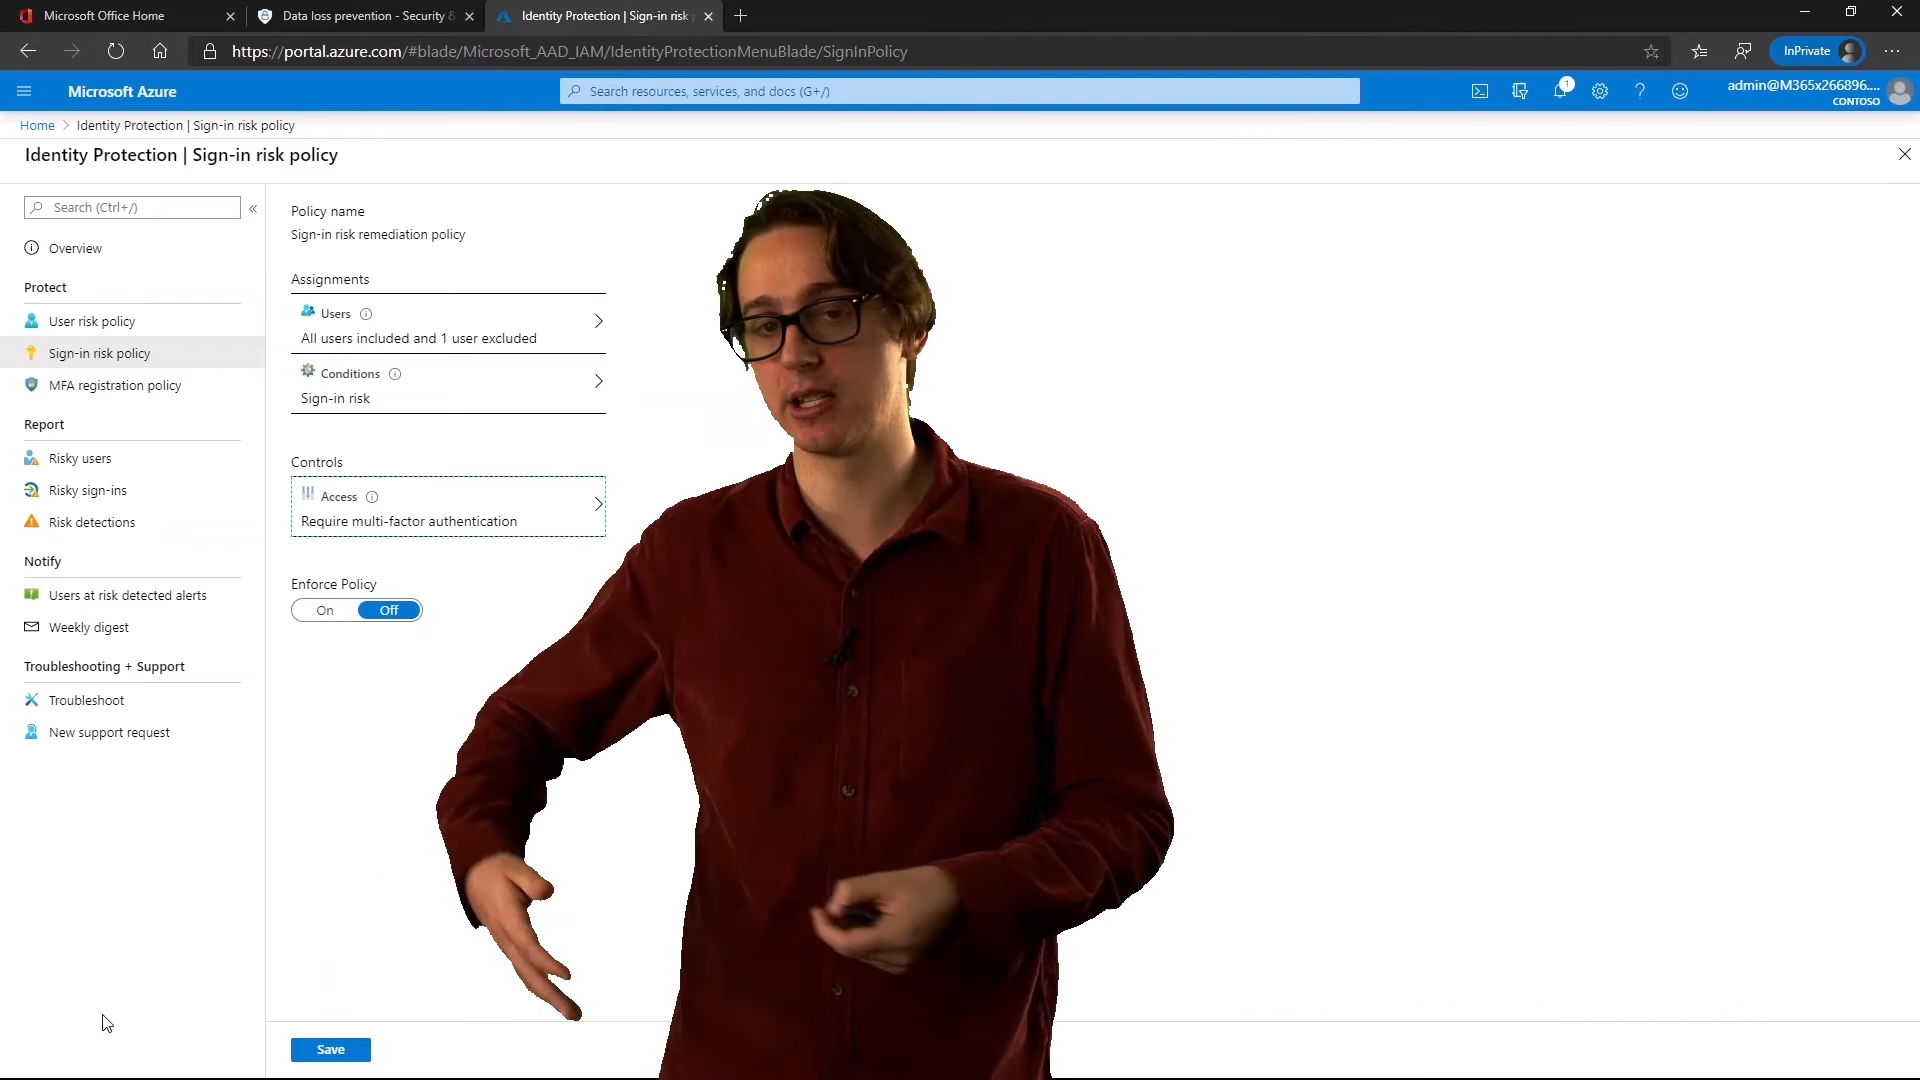 Microsoft Office Home
Data loss prevention - Security &
Identity Protection | Sign-in risk
https://portal.azure.com/#blade/Microsoft_AAD_IAM/IdentityProtectionMenuBlade/SignInPolicy
InPrivate
Microsoft Azure
Search resources, services, and docs (G+/)
1
admin@M365x266896....
CONTOSO
Home > Identity Protection | Sign-in risk policy
Identity Protection | Sign-in risk policy
Search (Ctrl+/)
Overview
Protect
User risk policy
Sign-in risk policy
MFA registration policy
Report
Risky users
Risky sign-ins
Risk detections
Notify
Users at risk detected alerts
Weekly digest
Troubleshooting + Support
Troubleshoot
New support request
Policy name
Sign-in risk remediation policy
Assignments
Users
All users included and 1 user excluded
Conditions
Sign-in risk
Controls
Access
Require multi-factor authentication
Enforce Policy
On Off
Save